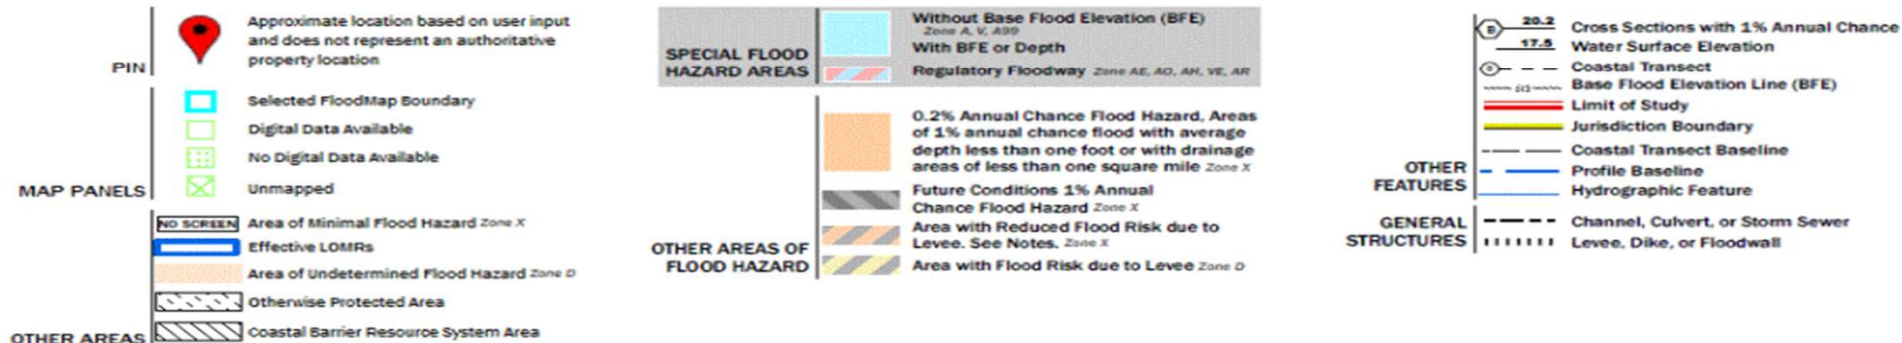 PIN
Approximate location based on user input
and does not represent an authoritative
property location
MAP PANELS
Selected FloodMap Boundary
Digital Data Available
No Digital Data Available
Unmapped
OTHER AREAS
NO SCREEN Area of Minimal Flood Hazard Zone X
Effective LOMRs
Area of Undetermined Flood Hazard Zone D
Otherwise Protected Area
Coastal Barrier Resource System Area
SPECIAL FLOOD
HAZARD AREAS
Without Base Flood Elevation (BFE)
Zone A, V, A99
With BFE or Depth
Regulatory Floodway Zone AE, AO, AH, VE, AR
OTHER AREAS OF
FLOOD HAZARD
0.2% Annual Chance Flood Hazard, Areas
of 1% annual chance flood with average
depth less than one foot or with drainage
areas of less than one square mile Zone X
Future Conditions 1% Annual
Chance Flood Hazard Zone X
Area with Reduced Flood Risk due to
Levee. See Notes. Zone X
Area with Flood Risk due to Levee Zone D
OTHER
FEATURES
B 20.2 Cross Sections with 1% Annual Chance
17.5 Water Surface Elevation
Coastal Transect
Base Flood Elevation Line (BFE)
Limit of Study
Jurisdiction Boundary
Coastal Transect Baseline
Profile Baseline
Hydrographic Feature
GENERAL
STRUCTURES
Channel, Culvert, or Storm Sewer
Levee, Dike, or Floodwall